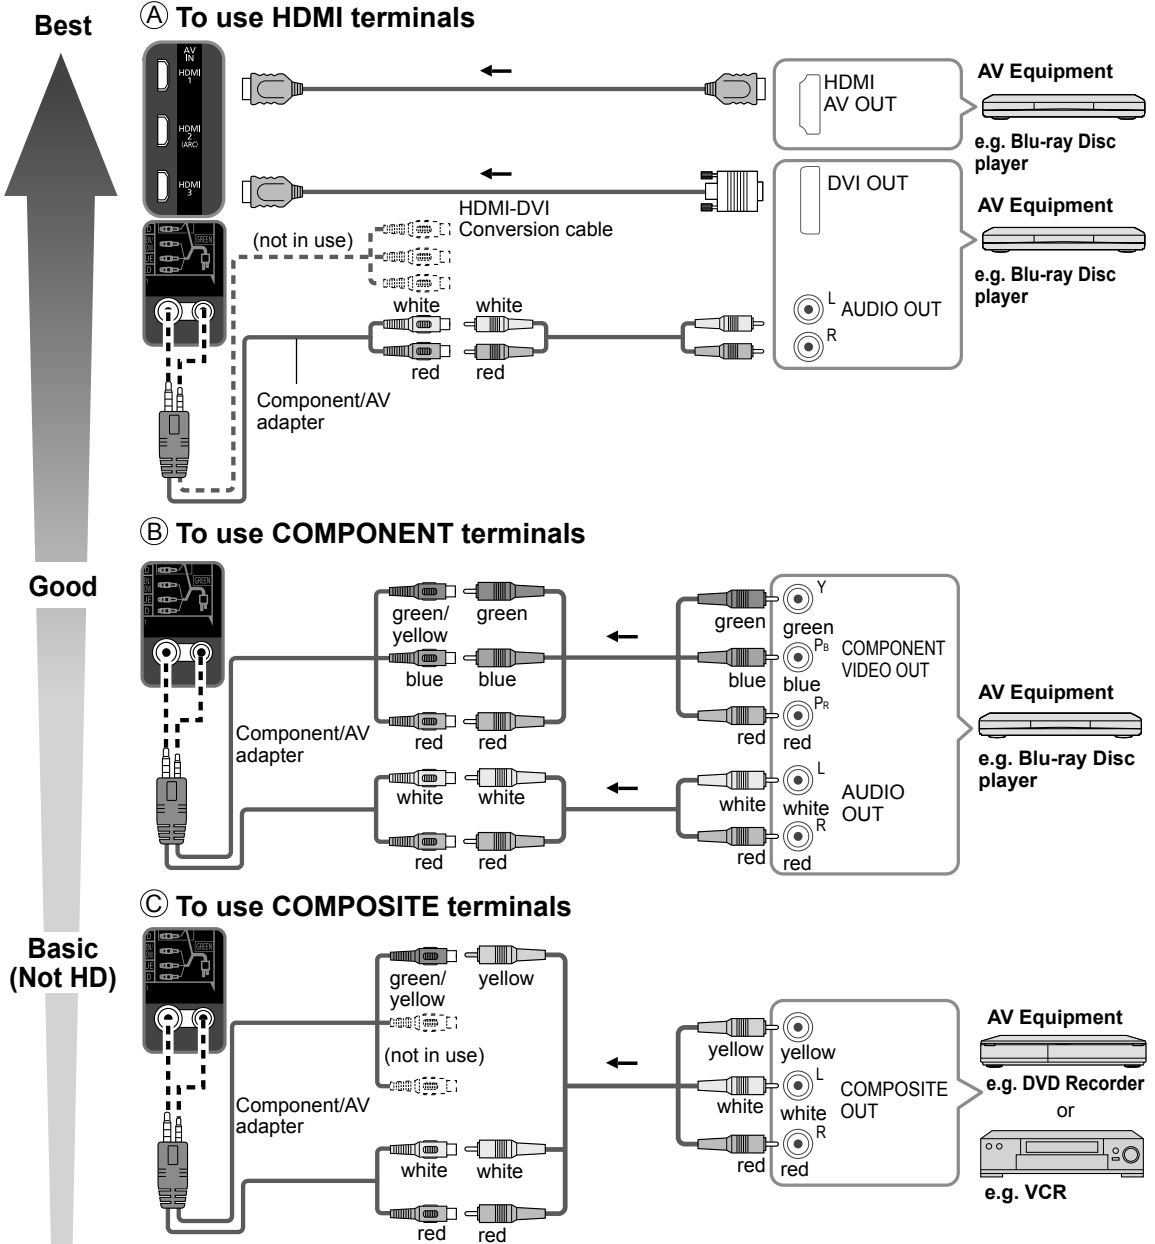 Best
Ⓐ To use HDMI terminals
AV
IN
HDMI
1
HDMI
2
(ARC)
HDMI
3
HDMI
AV OUT
AV Equipment
e.g. Blu-ray Disc
player
DVI OUT
AV Equipment
e.g. Blu-ray Disc
player
HDMI-DVI
Conversion cable
(not in use)
GREEN
white white
red red
L AUDIO OUT
R
Component/AV
adapter
Good
Ⓑ To use COMPONENT terminals
GREEN
green/
yellow
green
green
Y
green
blue
blue
blue
PB
blue
COMPONENT
VIDEO OUT
red
red
red
PR
red
Component/AV
adapter
white
white
white
L
white
AUDIO
OUT
red
red
red
R
red
AV Equipment
e.g. Blu-ray Disc
player
Basic
(Not HD)
Ⓒ To use COMPOSITE terminals
GREEN
green/
yellow
yellow
(not in use)
yellow
yellow
white
L
white
COMPOSITE
OUT
red
R
red
Component/AV
adapter
white
white
red
red
AV Equipment
e.g. DVD Recorder
or
e.g. VCR